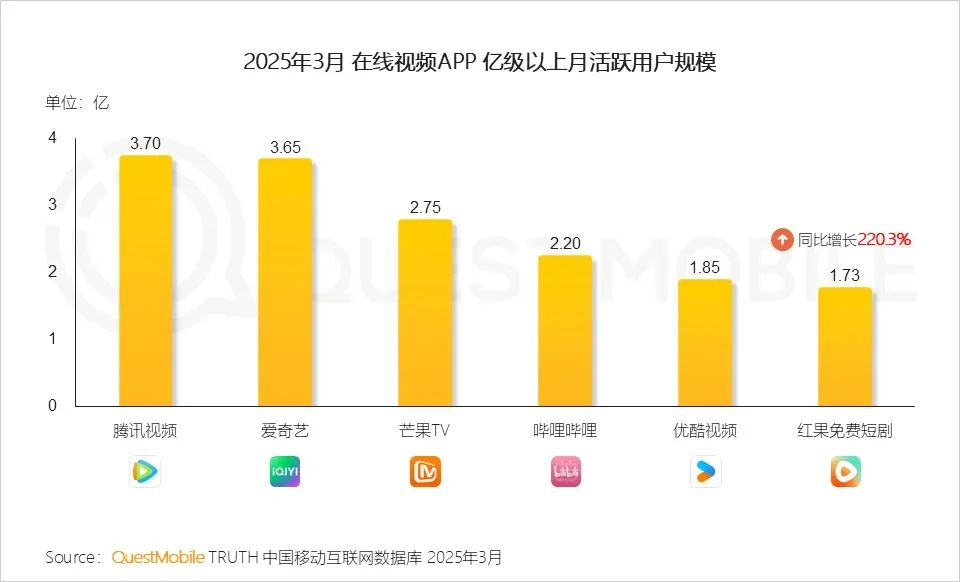 2025年3月 在线视频APP 亿级以上月活跃用户规模
单位：亿
4
3
2
1
0
3.70
3.65
2.75
2.20
1.85
1.73
同比增长220.3%
QUESTMOBILE
腾讯视频
爱奇艺
芒果TV
哔哩哔哩
优酷视频
红果免费短剧
iQIYI
bilibili
Source：QuestMobile TRUTH 中国移动互联网数据库 2025年3月